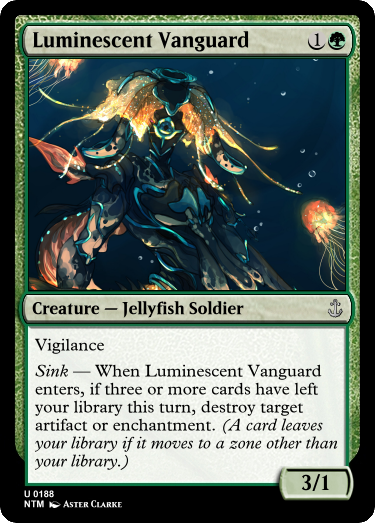 Luminescent Vanguard 1
Creature — Jellyfish Soldier
Vigilance
Sink — When Luminescent Vanguard
enters, if three or more cards have left
your library this turn, destroy target
artifact or enchantment. (A card leaves
your library if it moves to a zone other than
your library.)
3/1
U 0188
NTM Aster Clarke